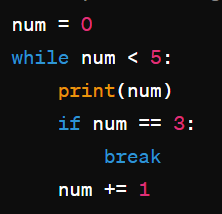 num = 0
while num < 5:
    print(num)
    if num == 3:
        break
    num += 1